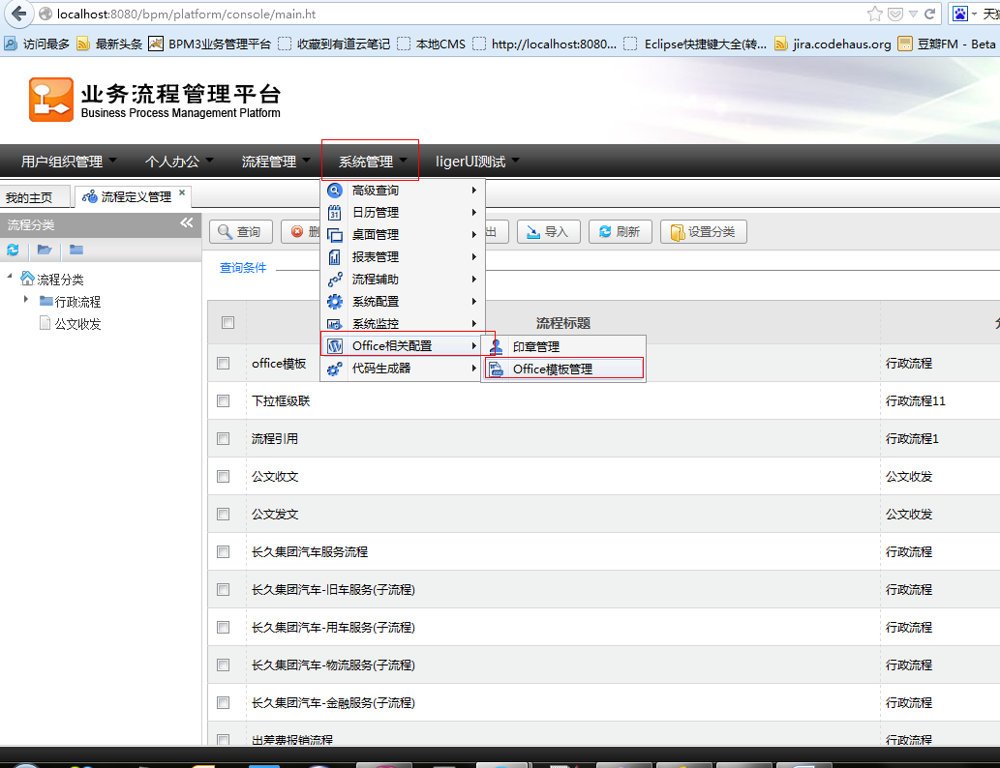 localhost:8080/bpm/platform/console/main.ht
访问最多 最新头条 BPM3业务管理平台 收藏到有道云笔记 本地CMS http://localhost:8080... Eclipse快捷键大全(转... jira.codehaus.org 豆瓣FM - Beta
业务流程管理平台
Business Process Management Platform
用户组织管理 个人办公 流程管理 系统管理 ligerUI测试
我的主页 流程定义管理
流程分类
流程分类
行政流程
公文收发
查询 删 出 导入 刷新 设置分类
查询条件
高级查询
31 日历管理
桌面管理
报表管理
流程辅助
系统配置
系统监控
Office相关配置
代码生成器
印章管理
Office模板管理
流程标题
office模板 行政流程
下拉框级联 行政流程11
流程引用 行政流程1
公文收文 公文收发
公文发文 公文收发
长久集团汽车服务流程 行政流程
长久集团汽车-旧车服务(子流程) 行政流程
长久集团汽车-用车服务(子流程) 行政流程
长久集团汽车-物流服务(子流程) 行政流程
长久集团汽车-金融服务(子流程) 行政流程
出差费报销流程 行政流程